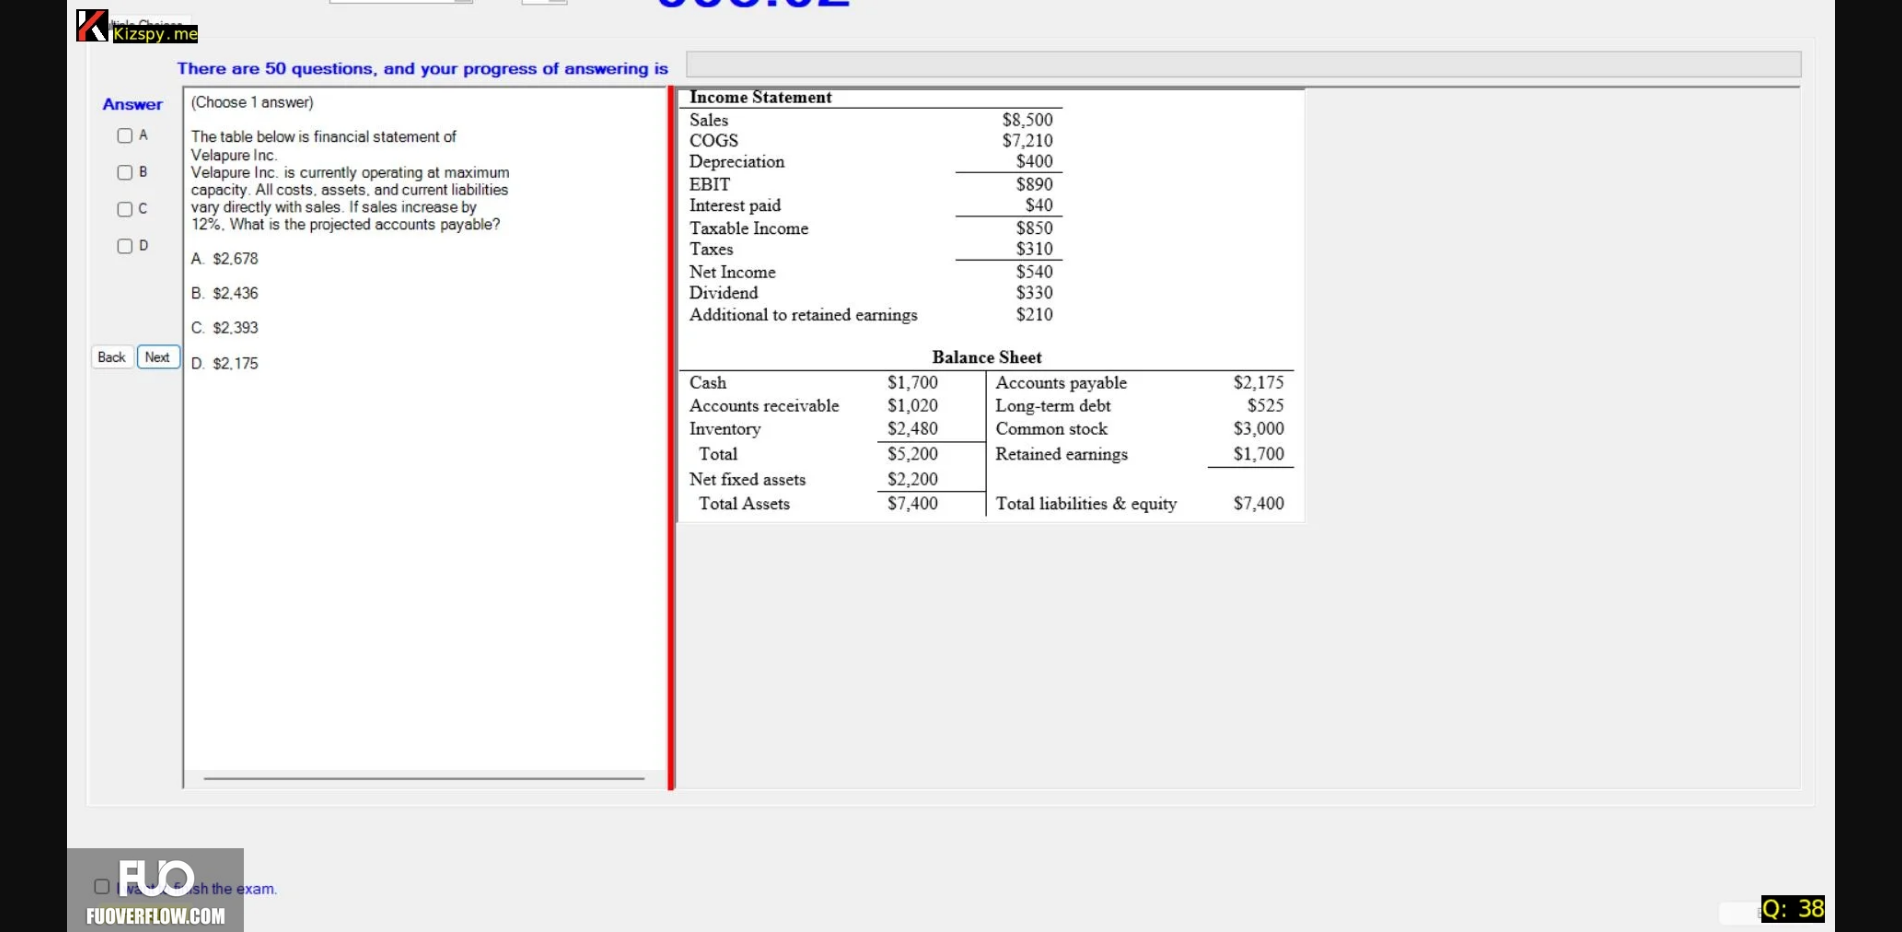 Kizspy.me
There are 50 questions, and your progress of answering is
Answer
A
B
C
D
Back
Next
(Choose 1 answer)
The table below is financial statement of
Velapure Inc.
Velapure Inc. is currently operating at maximum
capacity. All costs, assets, and current liabilities
vary directly with sales. If sales increase by
12%, What is the projected accounts payable?
A. $2,678
B. $2,436
C. $2,393
D. $2,175
Income Statement
Sales $8,500
COGS $7,210
Depreciation $400
EBIT $890
Interest paid $40
Taxable Income $850
Taxes $310
Net Income $540
Dividend $330
Additional to retained earnings $210
Balance Sheet
Cash $1,700 Accounts payable $2,175
Accounts receivable $1,020 Long-term debt $525
Inventory $2,480 Common stock $3,000
Total $5,200 Retained earnings $1,700
Net fixed assets $2,200
Total Assets $7,400 Total liabilities & equity $7,400
FUO
the exam.
FUOVERFLOW.COM
Q: 38